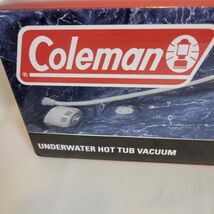 Coleman
UNDERWATER HOT TUB VACUUM